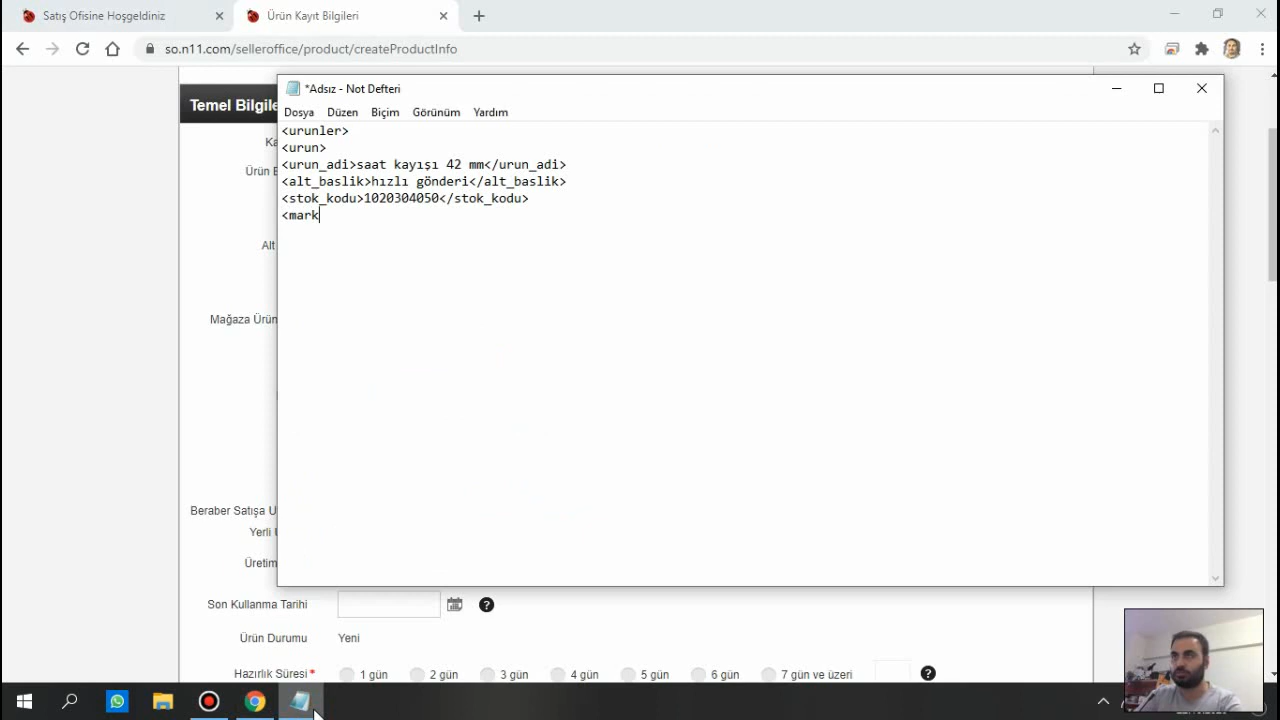 Satış Ofisine Hoşgeldiniz
Ürün Kayıt Bilgileri
so.n11.com/selleroffice/product/createProductInfo
*Adsız - Not Defteri
Dosya Düzen Biçim Görünüm Yardım
<urunler>
<urun>
<urun_adi>saat kayışı 42 mm</urun_adi>
<alt_baslik>hızlı gönderi</alt_baslik>
<stok_kodu>1020304050</stok_kodu>
<mark
Temel Bilgile
Ka
Ürün B
Alt
Mağaza Ürün
Beraber Satışa U
Yerli
Üretim
Son Kullanma Tarihi
Ürün Durumu Yeni
Hazırlık Süresi* 1 gün 2 gün 3 gün 4 gün 5 gün 6 gün 7 gün ve üzeri